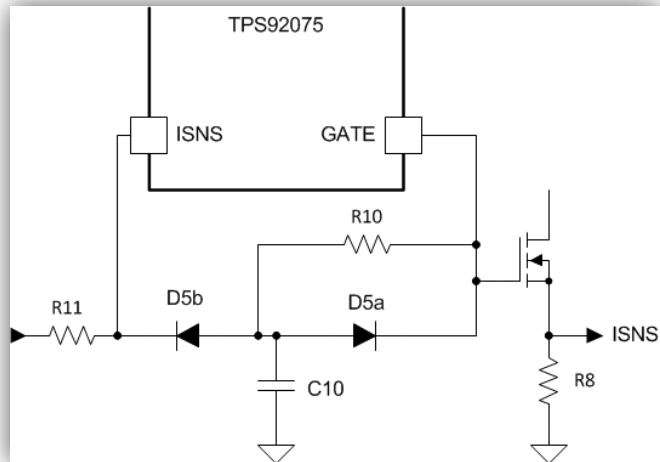 TPS92075
ISNS
GATE
R10
R11
D5b
D5a
ISNS
C10
R8